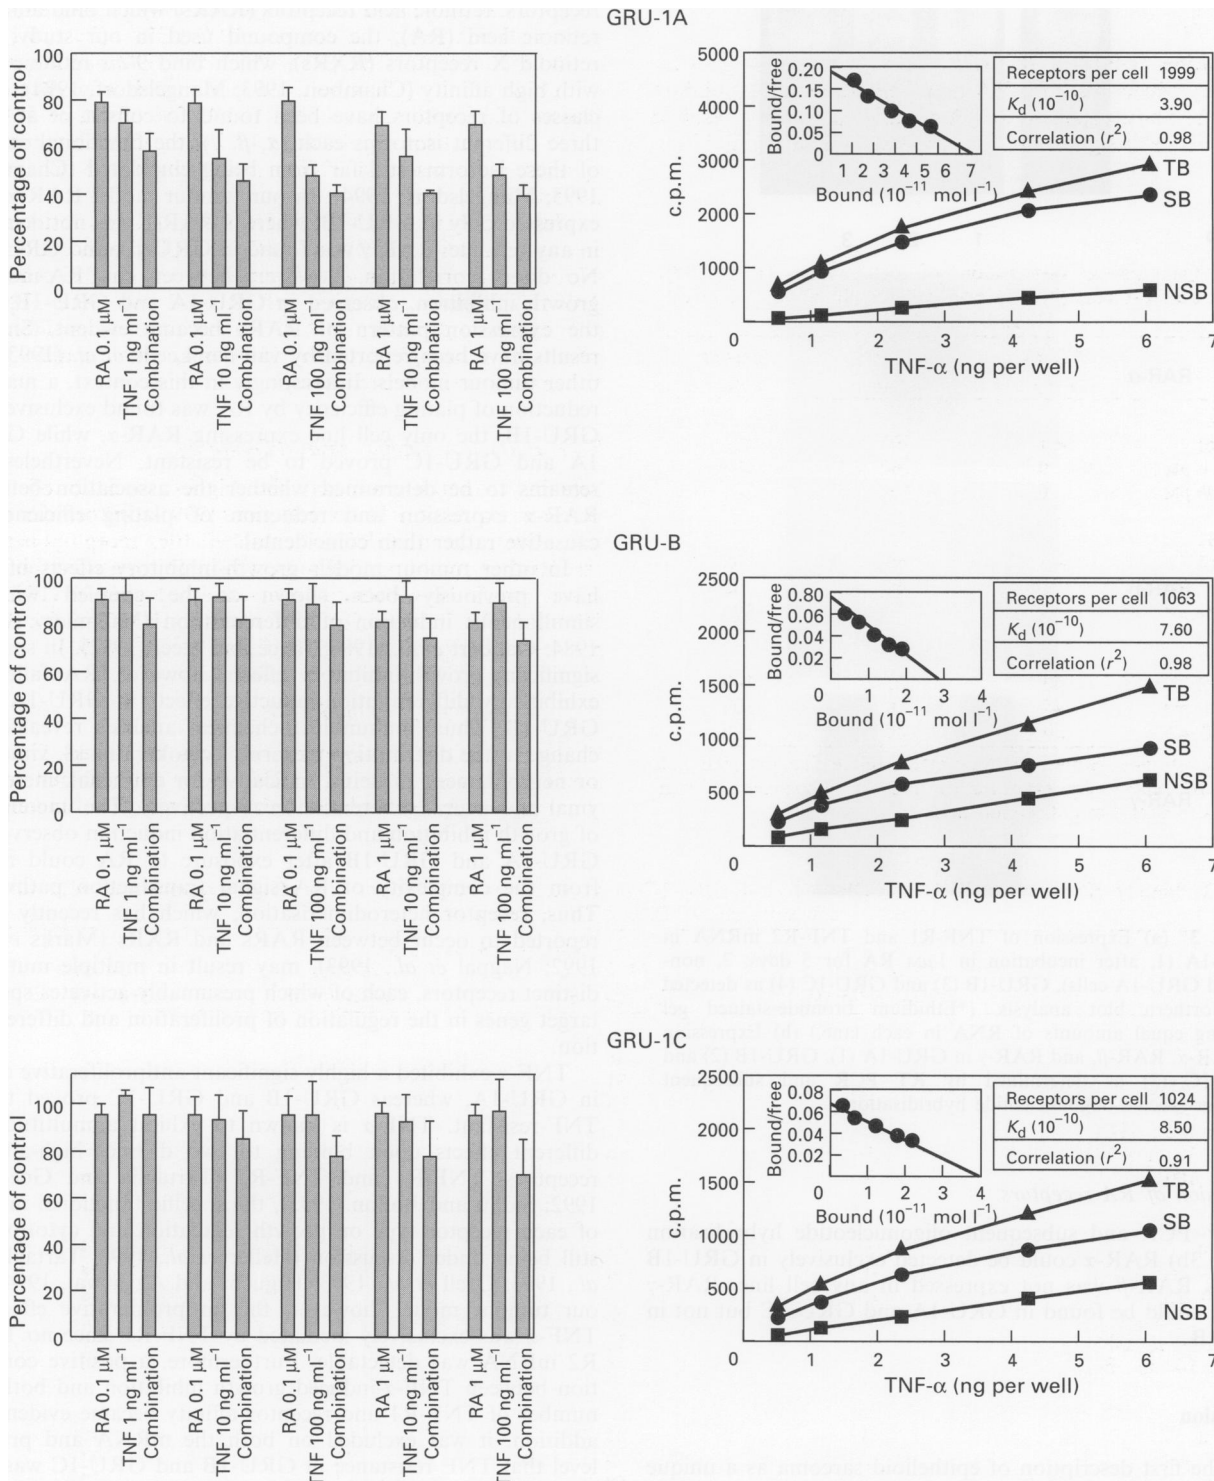 GRU-1A
Percentage of control
100
80
60
40
20
0
RA 0.1 μM
TNF 1 ng ml⁻¹
Combination
RA 0.1 μM
TNF 10 ng ml⁻¹
Combination
RA 0.1 μM
TNF 100 ng ml⁻¹
Combination
RA 1 μM
TNF 10 ng ml⁻¹
Combination
RA 1 μM
TNF 100 ng ml⁻¹
Combination
c.p.m.
5000
4000
3000
2000
1000
0 1 2 3 4 5 6 7
TNF-α (ng per well)
Bound/free
0.20
0.15
0.10
0.05
0
1 2 3 4 5 6 7
Bound (10⁻¹¹ mol l⁻¹)
Receptors per cell 1999
Kd (10⁻¹⁰) 3.90
Correlation (r²) 0.98
TB
SB
NSB
GRU-B
Percentage of control
100
80
60
40
20
0
RA 0.1 μM
TNF 1 ng ml⁻¹
Combination
RA 0.1 μM
TNF 10 ng ml⁻¹
Combination
RA 0.1 μM
TNF 100 ng ml⁻¹
Combination
RA 1 μM
TNF 10 ng ml⁻¹
Combination
RA 1 μM
TNF 100 ng ml⁻¹
Combination
c.p.m.
2500
2000
1500
1000
500
0 1 2 3 4 5 6 7
TNF-α (ng per well)
Bound/free
0.80
0.06
0.04
0.02
0 1 2 3 4
Bound (10⁻¹¹ mol l⁻¹)
Receptors per cell 1063
Kd (10⁻¹⁰) 7.60
Correlation (r²) 0.98
TB
SB
NSB
GRU-1C
Percentage of control
100
80
60
40
20
0
RA 0.1 μM
TNF 1 ng ml⁻¹
Combination
RA 0.1 μM
TNF 10 ng ml⁻¹
Combination
RA 0.1 μM
TNF 100 ng ml⁻¹
Combination
RA 1 μM
TNF 10 ng ml⁻¹
Combination
RA 1 μM
TNF 100 ng ml⁻¹
Combination
c.p.m.
2500
2000
1500
1000
500
0
0 1 2 3 4 5 6 7
TNF-α (ng per well)
Bound/free
0.08
0.06
0.04
0.02
0 1 2 3 4
Bound (10⁻¹¹ mol l⁻¹)
Receptors per cell 1024
Kd (10⁻¹⁰) 8.50
Correlation (r²) 0.91
TB
SB
NSB